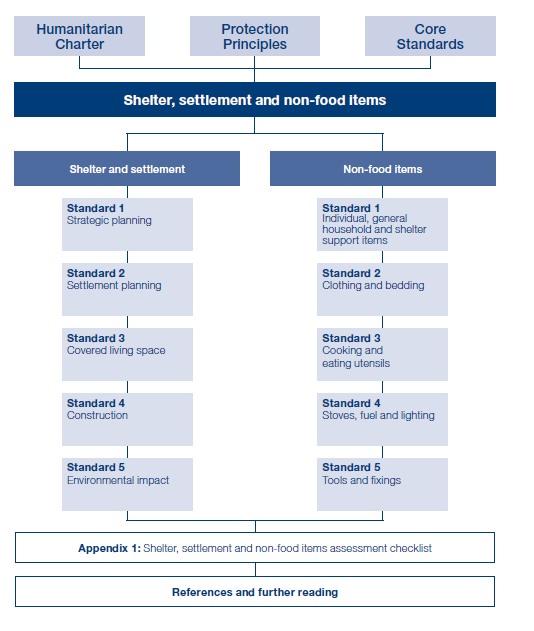 Humanitarian
Charter
Protection
Principles
Core
Standards
Shelter, settlement and non-food items
Shelter and settlement
Standard 1
Strategic planning
Standard 2
Settlement planning
Standard 3
Covered living space
Standard 4
Construction
Standard 5
Environmental impact
Non-food items
Standard 1
Individual, general
household and shelter
support items
Standard 2
Clothing and bedding
Standard 3
Cooking and
eating utensils
Standard 4
Stoves, fuel and lighting
Standard 5
Tools and fixings
Appendix 1: Shelter, settlement and non-food items assessment checklist
References and further reading